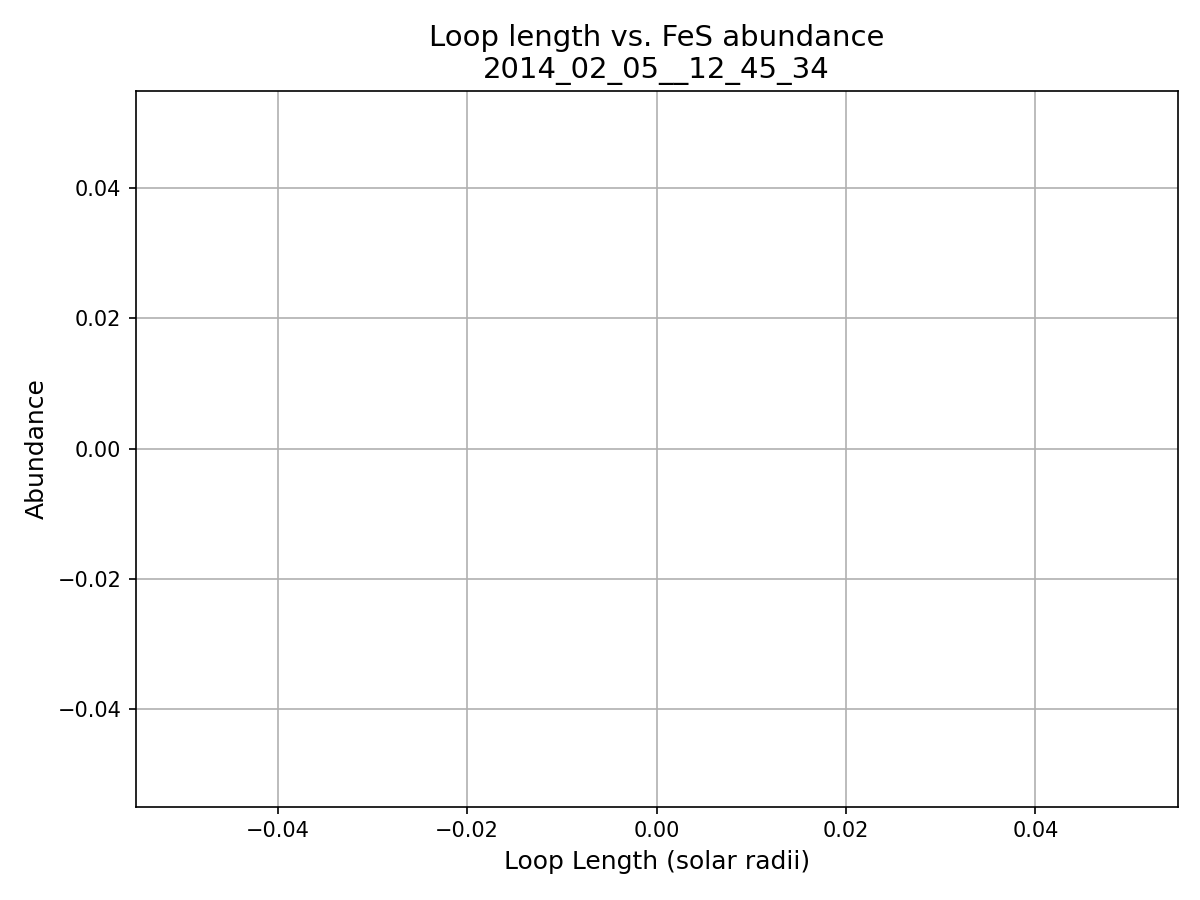 Loop length vs. FeS abundance
2014_02_05__12_45_34
0.04
0.02
0.00
−0.02
−0.04
Abundance
−0.04 −0.02 0.00 0.02 0.04
Loop Length (solar radii)